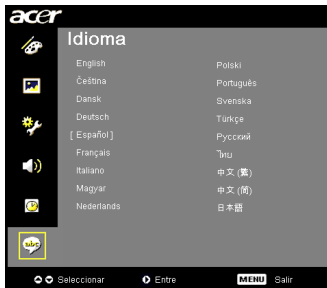 acer
Idioma
English
Čeština
Dansk
Deutsch
[ Español ]
Français
Italiano
Magyar
Nederlands
Polski
Português
Svenska
Türkçe
Русский
ไทย
中文 (繁)
中文 (简)
日本語
abc
Seleccionar Entre MENU Salir